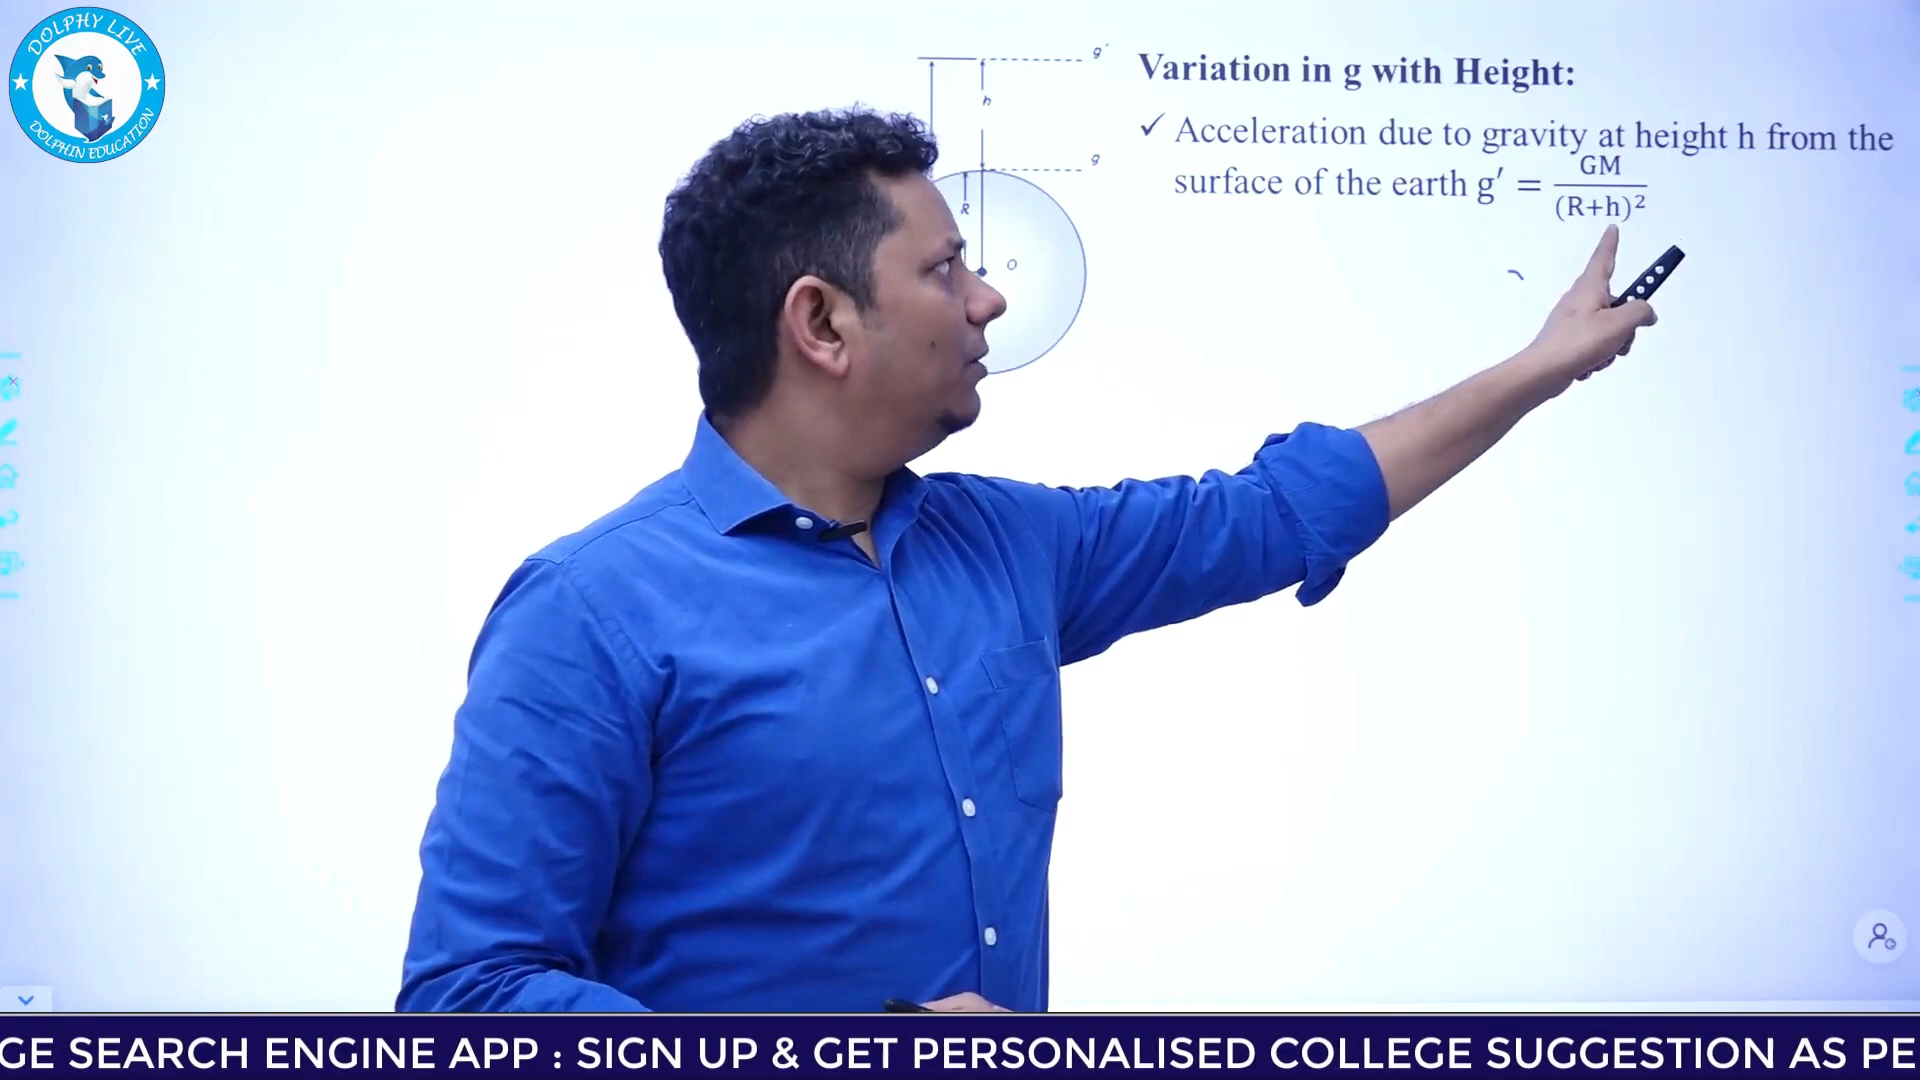 DOLPHY LIVE
DOLPHIN EDUCATION
g′
h
g
R
O
Variation in g with Height:
✓ Acceleration due to gravity at height h from the
surface of the earth g′ = GM/(R+h)²
GE SEARCH ENGINE APP : SIGN UP & GET PERSONALISED COLLEGE SUGGESTION AS PE